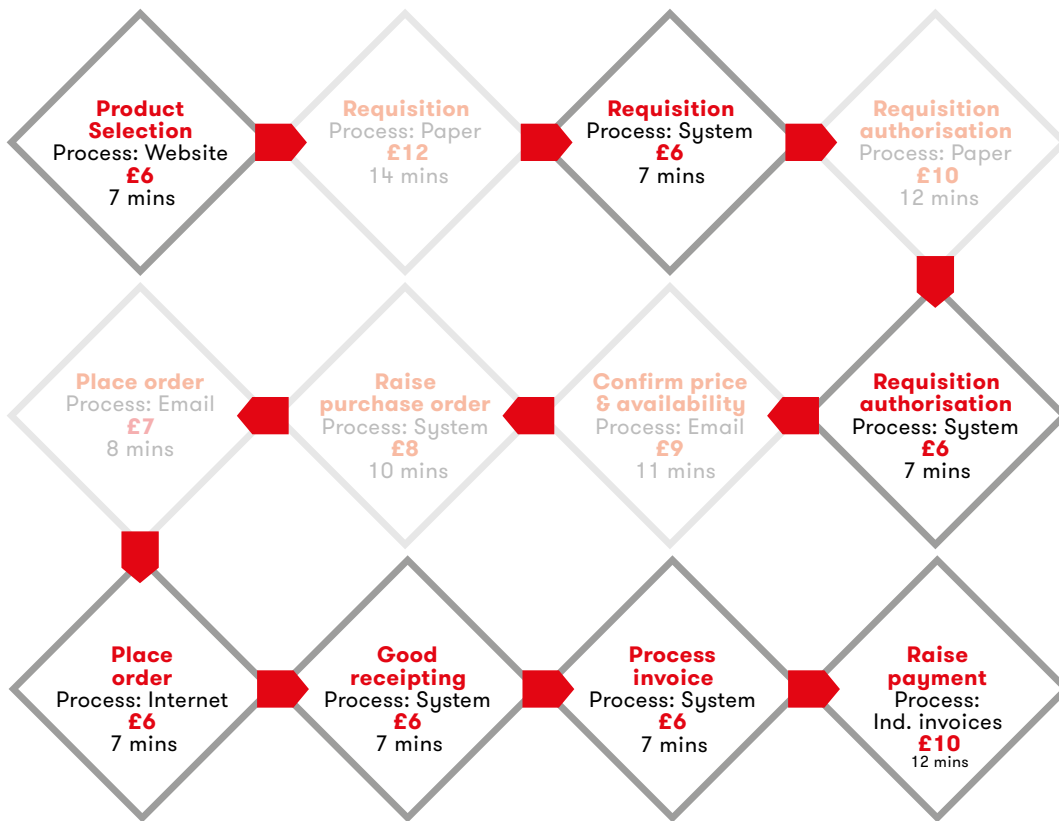 Product
Selection
Process: Website
£6
7 mins
Requisition
Process: Paper
£12
14 mins
Requisition
Process: System
£6
7 mins
Requisition
authorisation
Process: Paper
£10
12 mins
Place order
Process: Email
£7
8 mins
Raise
purchase order
Process: System
£8
10 mins
Confirm price
& availability
Process: Email
£9
11 mins
Requisition
authorisation
Process: System
£6
7 mins
Place
order
Process: Internet
£6
7 mins
Good
receipting
Process: System
£6
7 mins
Process
invoice
Process: System
£6
7 mins
Raise
payment
Process:
Ind. invoices
£10
12 mins